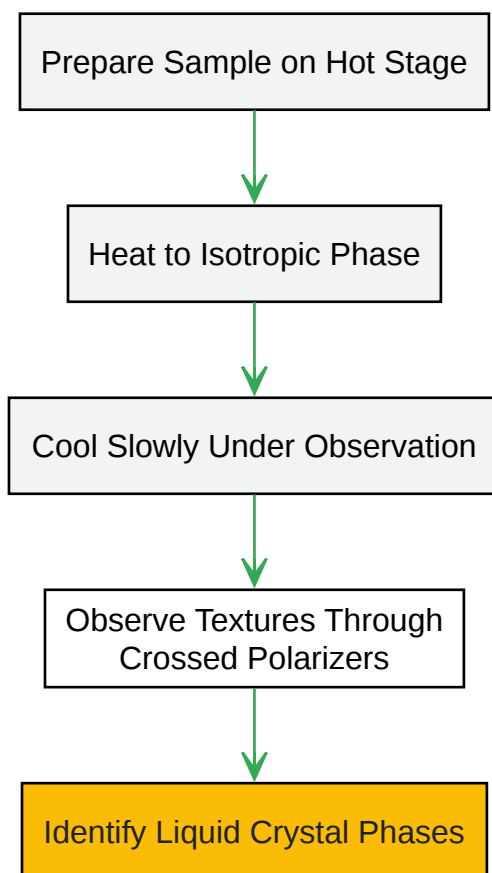 Prepare Sample on Hot Stage
Heat to Isotropic Phase
Cool Slowly Under Observation
Observe Textures Through
Crossed Polarizers
Identify Liquid Crystal Phases